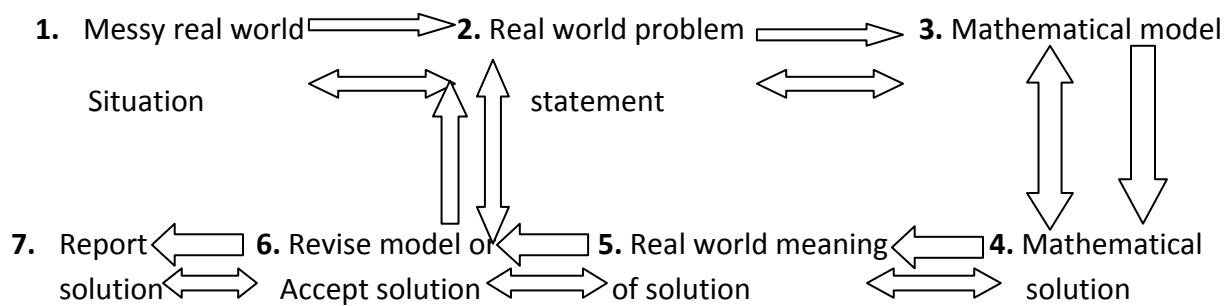 1. Messy real world 2. Real world problem 3. Mathematical model
Situation statement
7. Report 6. Revise model or 5. Real world meaning 4. Mathematical
solution Accept solution of solution solution